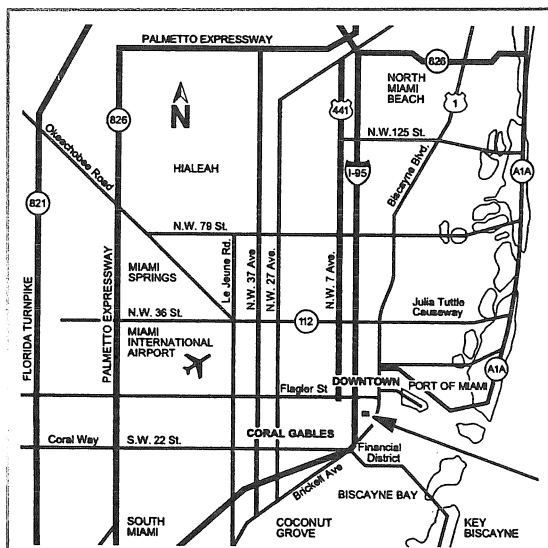 PALMETTO EXPRESSWAY
826
NORTH
MIAMI
BEACH
826
441
1
N
N.W.125 St.
Okeechobee Road
HIALEAH
I-95
Biscayne Blvd.
A1A
821
N.W. 79 St.
Le Jeune Rd.
N.W. 37 Ave
N.W. 27 Ave.
N.W. 7 Ave.
MIAMI
SPRINGS
FLORIDA TURNPIKE
PALMETTO EXPRESSWAY
N.W. 36 St.
112
Julia Tuttle
Causeway
MIAMI
INTERNATIONAL
AIRPORT
A1A
DOWNTOWN
PORT OF MIAMI
Flagler St
Coral Way
S.W. 22 St.
CORAL GABLES
Financial
District
Brickell Ave
BISCAYNE BAY
SOUTH
MIAMI
COCONUT
GROVE
KEY
BISCAYNE